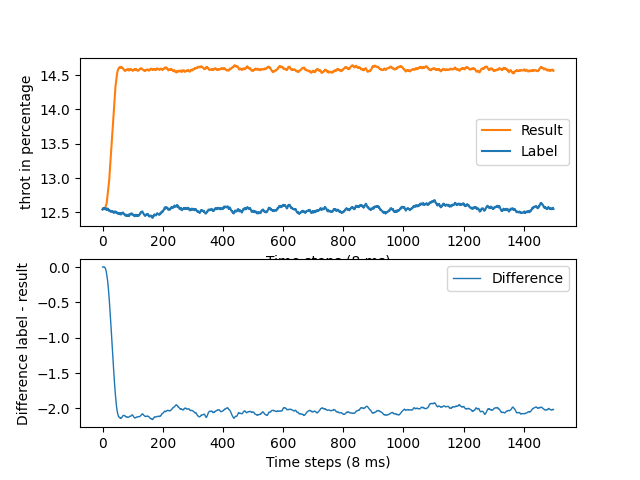 throt in percentage
14.5
14.0
13.5
13.0
12.5
Result
Label
0 200 400 600 800 1000 1200 1400
Time steps (8 ms)
Difference label - result
0.0
−0.5
−1.0
−1.5
−2.0
Difference
0 200 400 600 800 1000 1200 1400
Time steps (8 ms)